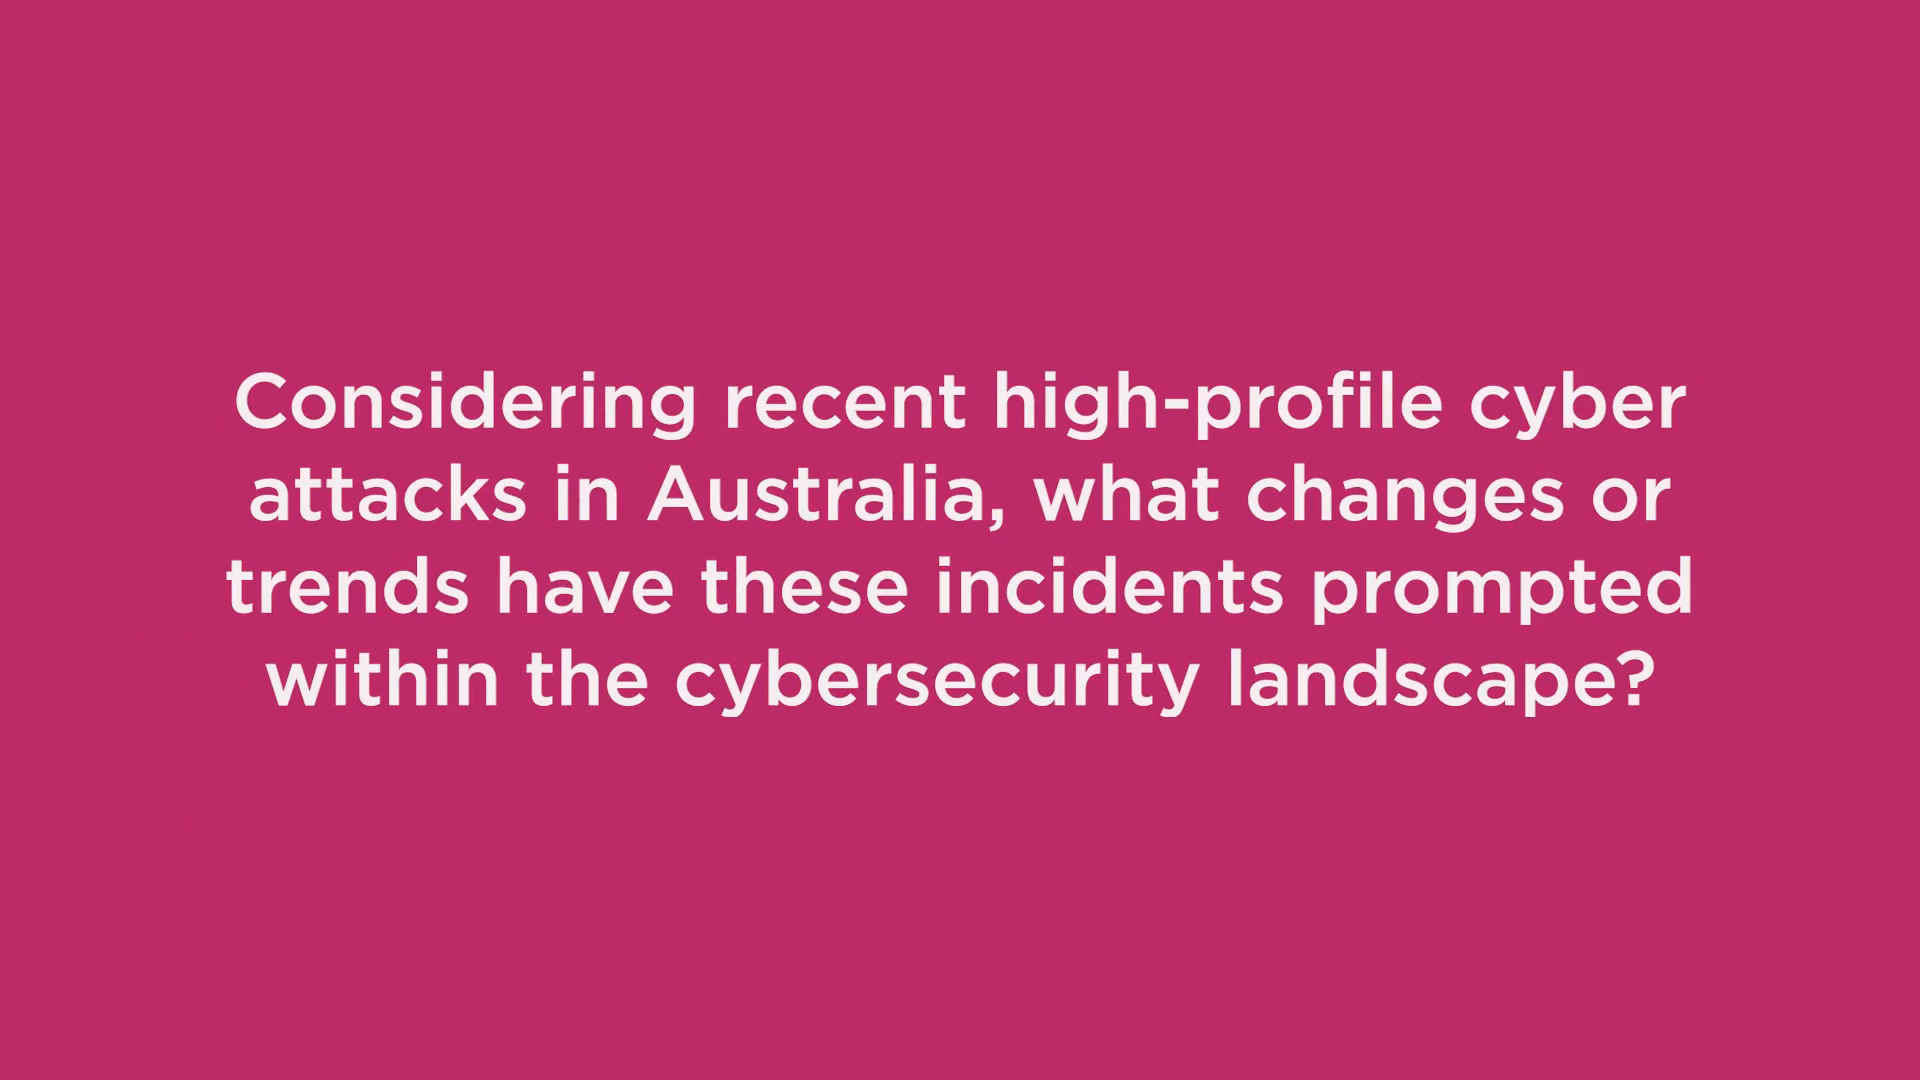 Considering recent high-profile cyber
attacks in Australia, what changes or
trends have these incidents prompted
within the cybersecurity landscape?